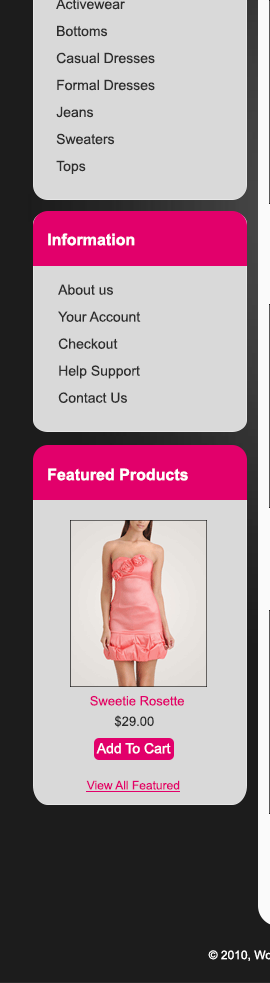 Activewear
Bottoms
Casual Dresses
Formal Dresses
Jeans
Sweaters
Tops
Information
About us
Your Account
Checkout
Help Support
Contact Us
Featured Products
Sweetie Rosette
$29.00
Add To Cart
View All Featured
© 2010,